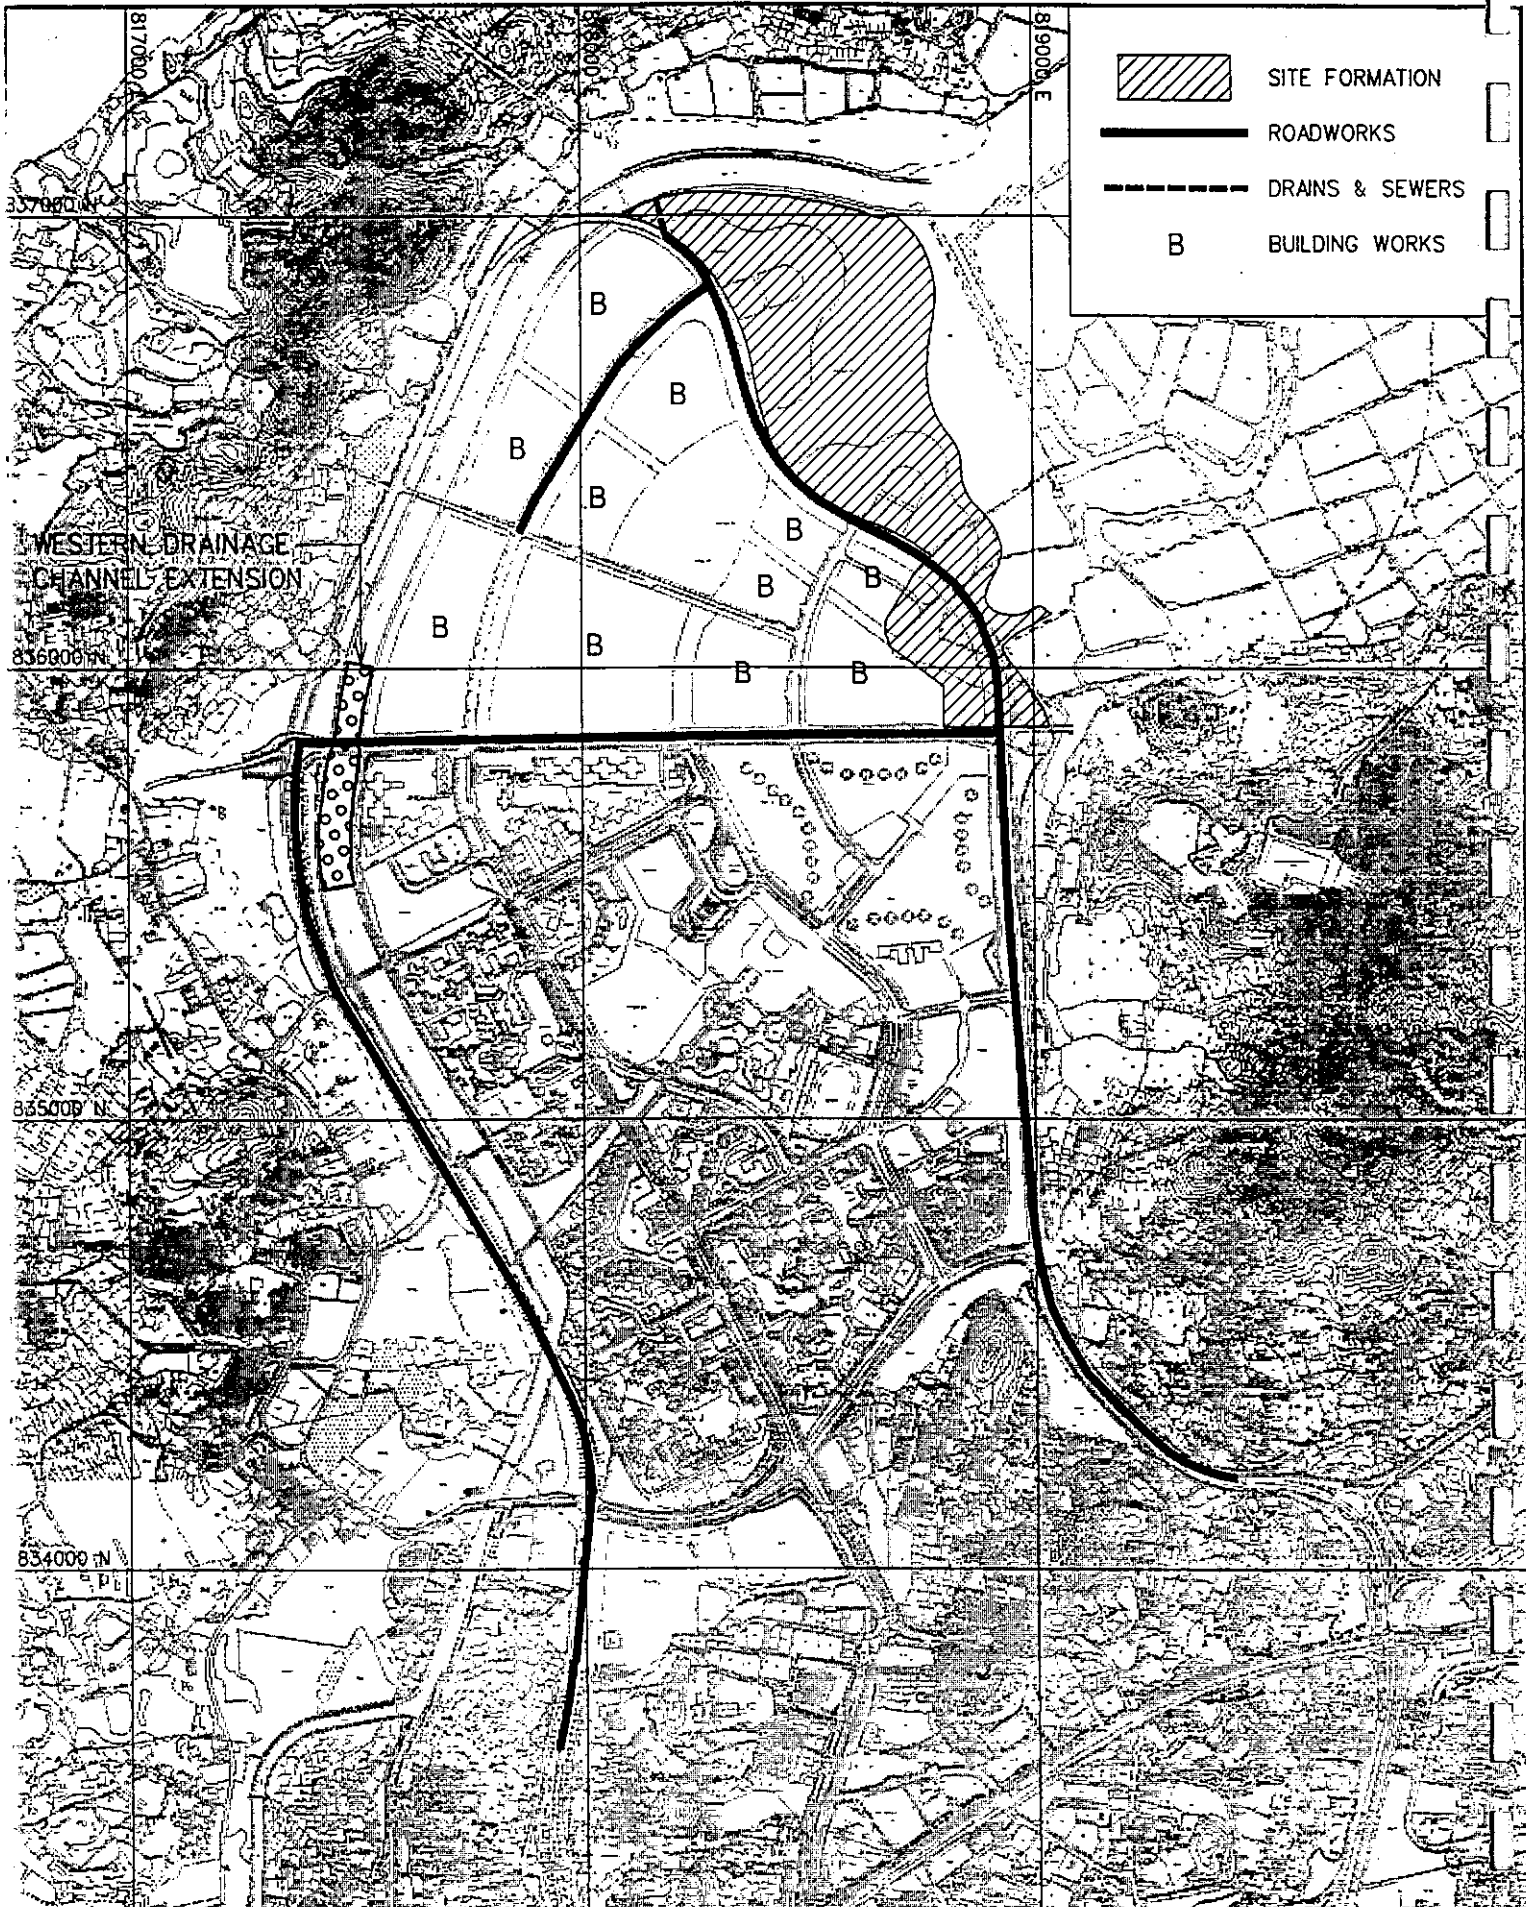 817000 E
818000 E
819000 E
SITE FORMATION
ROADWORKS
DRAINS & SEWERS
B BUILDING WORKS
837000 N
B
B
B
B
B
B
B
WESTERN DRAINAGE
CHANNEL EXTENSION
B
B
836000 N
B
B
835000 N
834000 N